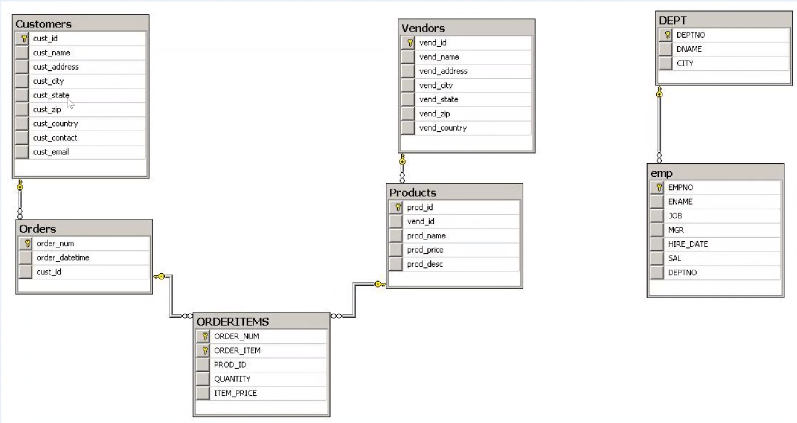 Customers
cust_id
cust_name
cust_address
cust_city
cust_state
cust_zip
cust_country
cust_contact
cust_email
Vendors
vend_id
vend_name
vend_address
vend_city
vend_state
vend_zip
vend_country
DEPT
DEPTNO
DNAME
CITY
Orders
order_num
order_datetime
cust_id
Products
prod_id
vend_id
prod_name
prod_price
prod_desc
emp
EMPNO
ENAME
JOB
MGR
HIRE_DATE
SAL
DEPTNO
ORDERITEMS
ORDER_NUM
ORDER_ITEM
PROD_ID
QUANTITY
ITEM_PRICE